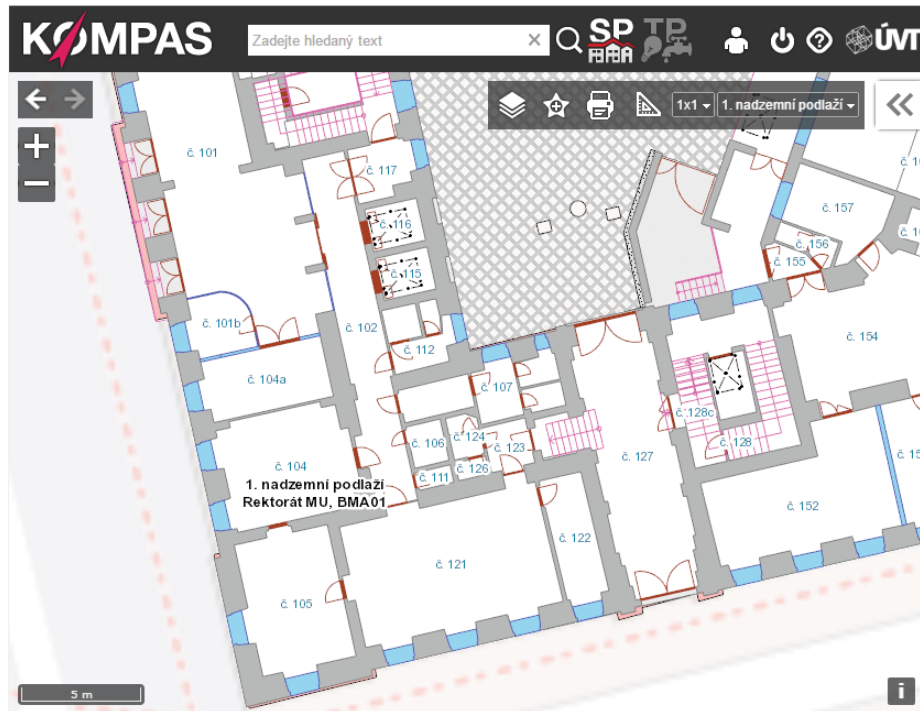 KOMPAS
Zadejte hledaný text
SP
TP
ÚVT
1x1
1. nadzemní podlaží
č. 101
č. 117
č. 116
č. 115
č. 157
č. 156
č. 155
č. 101b
č. 102
č. 112
č. 154
č. 104a
č. 107
č. 128c
č. 106
č. 124
č. 123
č. 128
č. 104
č. 111
č. 126
č. 127
1. nadzemní podlaží
Rektorát MU, BMA01
č. 152
č. 122
č. 121
č. 105
5 m
i